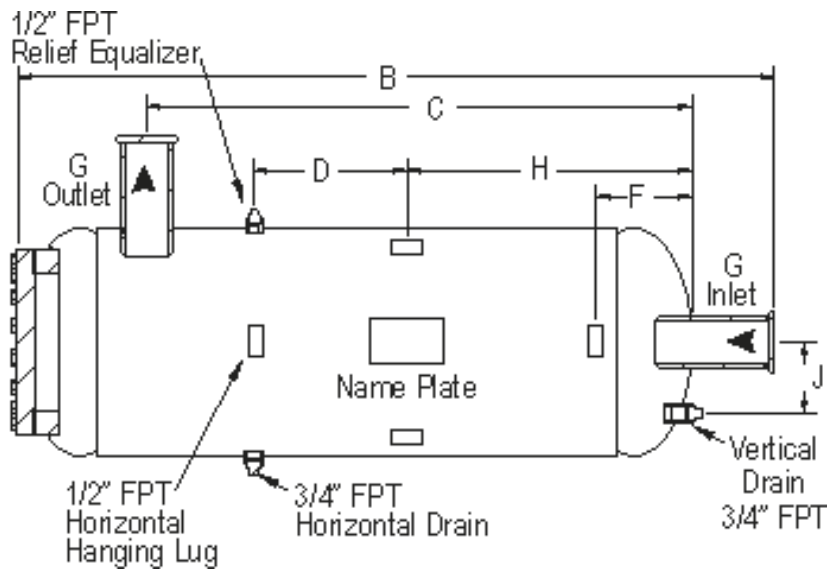 1/2" FPT
Relief Equalizer
B
C
G
Outlet
D
H
F
G
Inlet
Name Plate
J
1/2" FPT
Horizontal
Hanging Lug
3/4" FPT
Horizontal Drain
Vertical
Drain
3/4" FPT